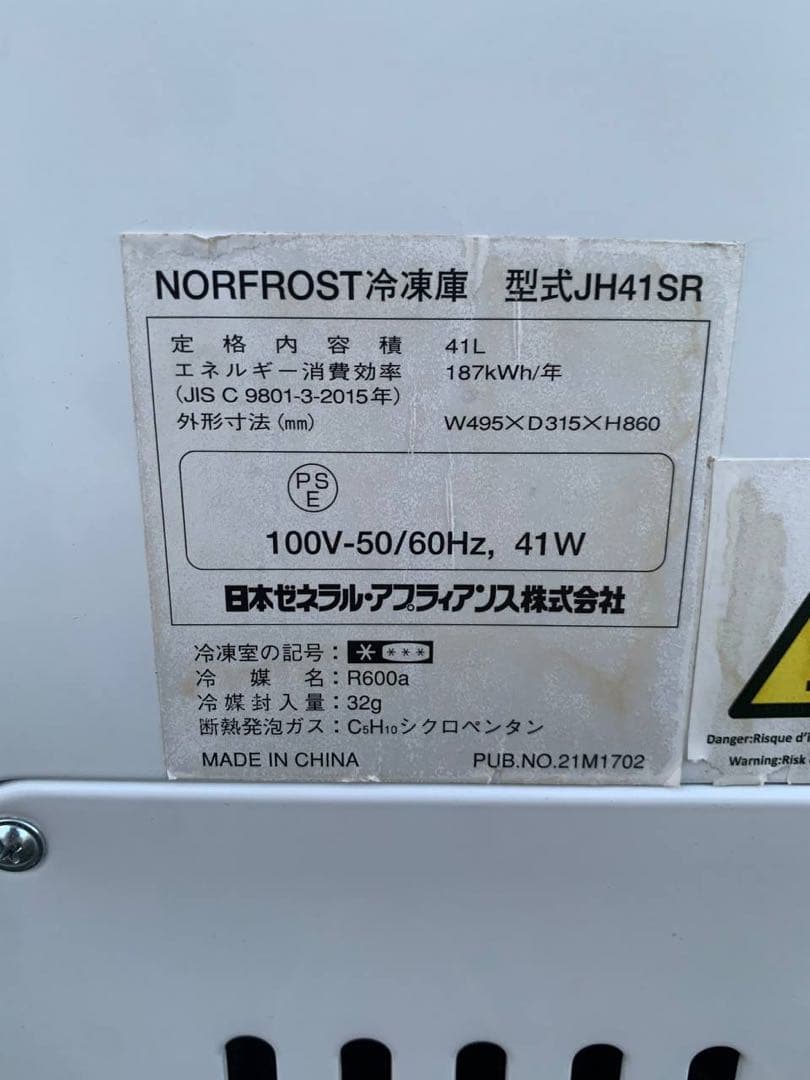 NORFROST冷凍庫 型式JH41SR
定格内容積 41L
エネルギー消費効率 187kWh/年
(JIS C 9801-3-2015年)
外形寸法(mm) W495×D315×H860
PS
E
100V-50/60Hz, 41W
日本ゼネラル・アプライアンス株式会社
冷凍室の記号:
冷媒名:R600a
冷媒封入量:32g
断熱発泡ガス:C5H10シクロペンタン
MADE IN CHINA PUB.NO.21M1702
Danger:Risque d'i
Warning:Risk